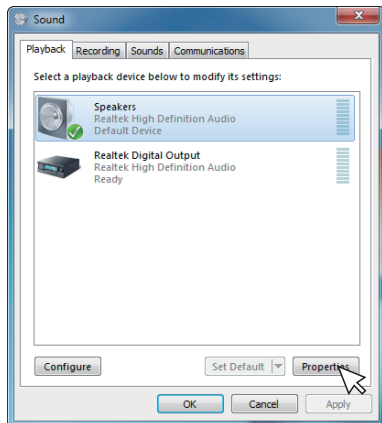 Sound
Playback Recording Sounds Communications
Select a playback device below to modify its settings:
Speakers
Realtek High Definition Audio
Default Device
Realtek Digital Output
Realtek High Definition Audio
Ready
Configure Set Default Properties
OK Cancel Apply